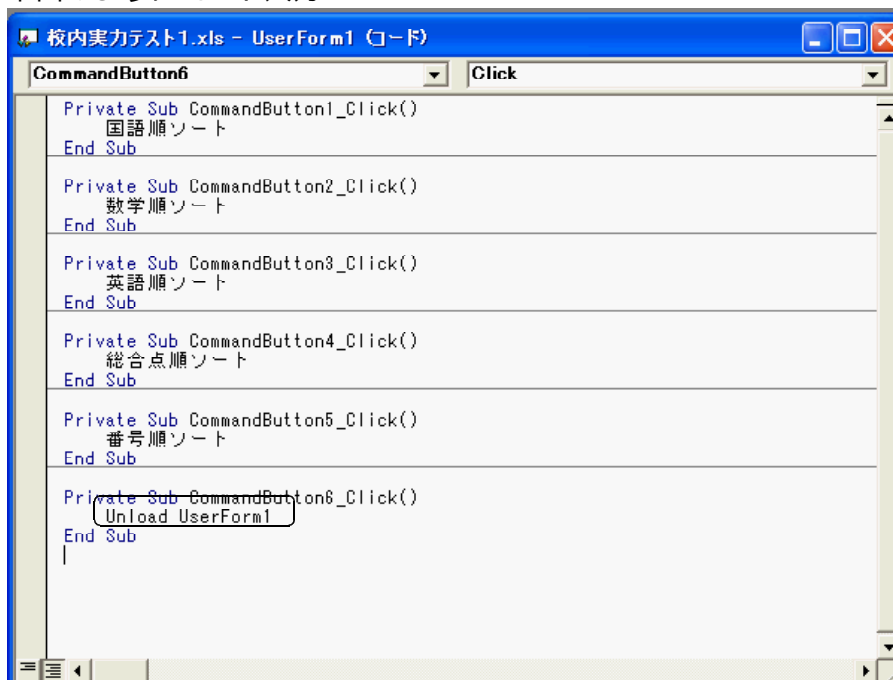 校内実力テスト1.xls - UserForm1 (コード)
CommandButton6 Click
Private Sub CommandButton1_Click()
国語順ソート
End Sub
Private Sub CommandButton2_Click()
数学順ソート
End Sub
Private Sub CommandButton3_Click()
英語順ソート
End Sub
Private Sub CommandButton4_Click()
総合点順ソート
End Sub
Private Sub CommandButton5_Click()
番号順ソート
End Sub
Private Sub CommandButton6_Click()
Unload UserForm1
End Sub